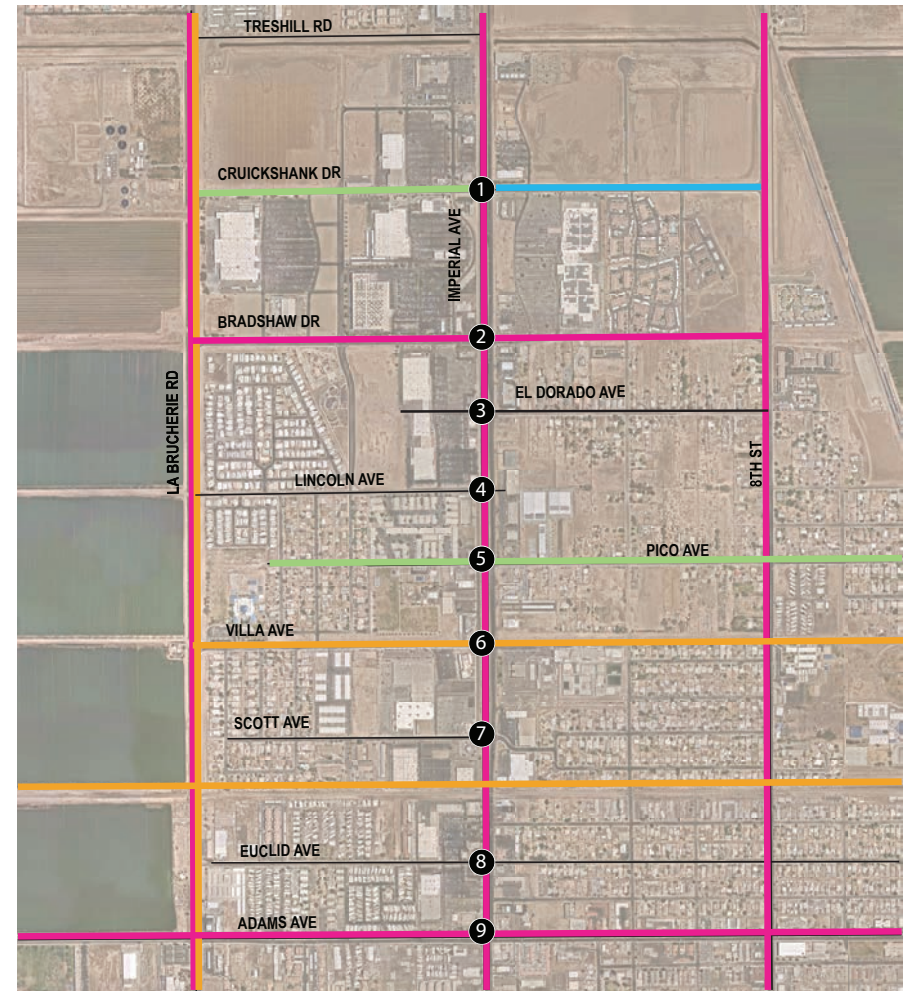 TRESHILL RD
CRUICKSHANK DR
1
IMPERIAL AVE
BRADSHAW DR
2
LA BRUCHERIE RD
EL DORADO AVE
3
8TH ST
LINCOLN AVE
4
PICO AVE
5
VILLA AVE
6
SCOTT AVE
7
EUCLID AVE
8
ADAMS AVE
9